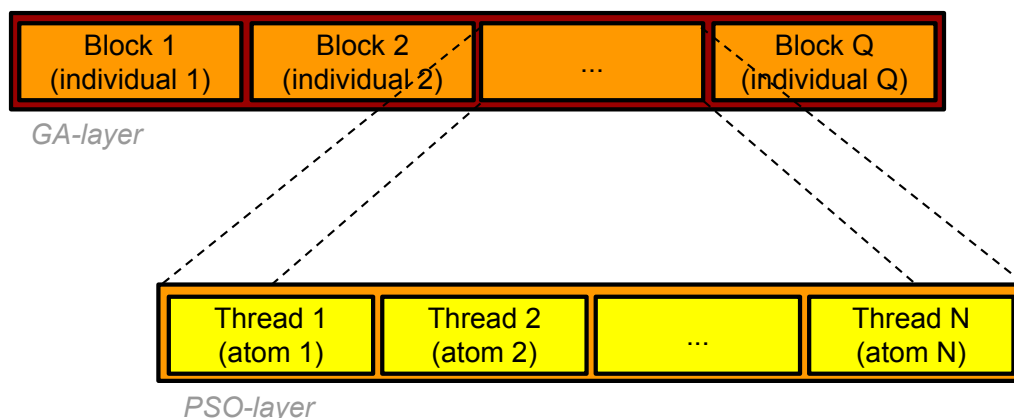 Block 1
(individual 1)
Block 2
(individual 2)
...
Block Q
(individual Q)
GA-layer
Thread 1
(atom 1)
Thread 2
(atom 2)
...
Thread N
(atom N)
PSO-layer